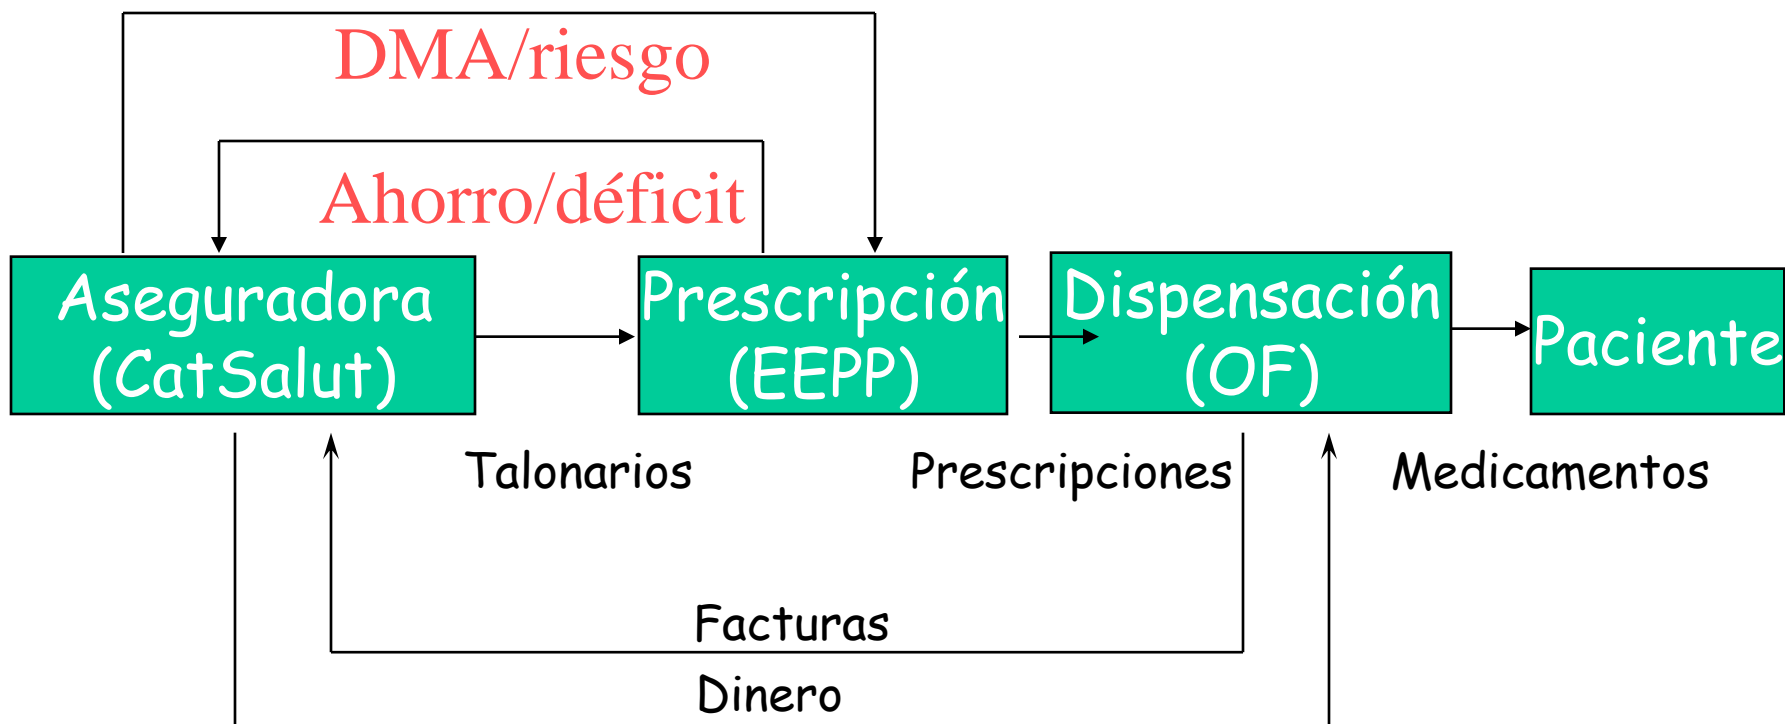 DMA/riesgo
Ahorro/déficit
Aseguradora
(CatSalut)
Prescripción
(EEPP)
Dispensación
(OF)
Paciente
Talonarios
Prescripciones
Medicamentos
Facturas
Dinero